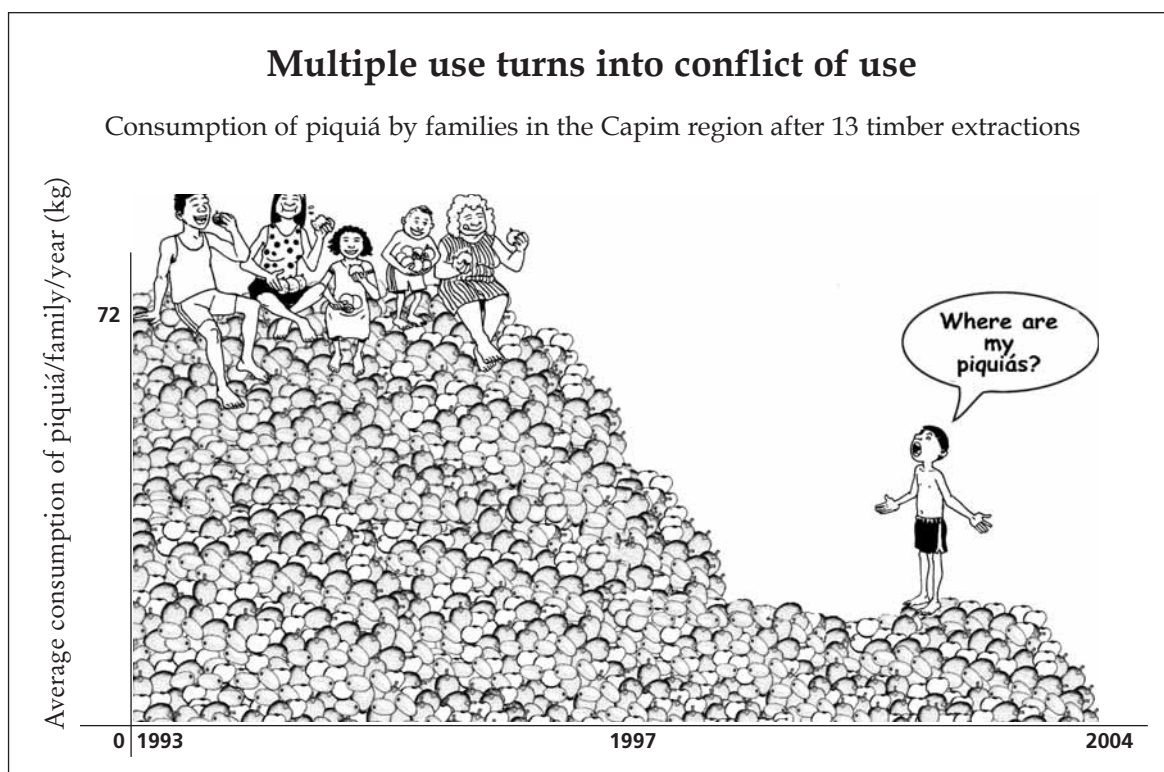 Multiple use turns into conflict of use
Consumption of piquiá by families in the Capim region after 13 timber extractions
Average consumption of piquiá/family/year (kg)
72
Where are
my
piquiás?
0 1993 1997 2004